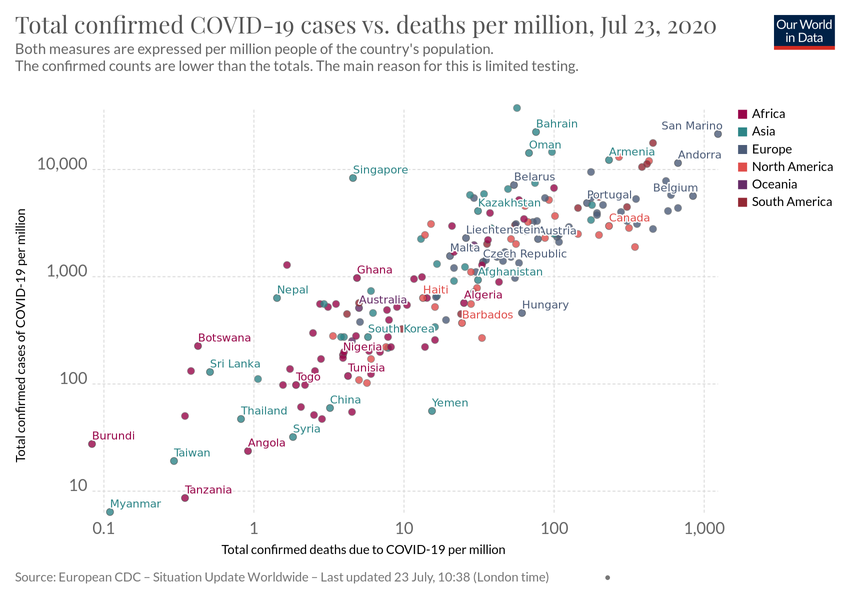 Total confirmed COVID-19 cases vs. deaths per million, Jul 23, 2020
Our World
in Data
Both measures are expressed per million people of the country's population.
The confirmed counts are lower than the totals. The main reason for this is limited testing.
Total confirmed cases of COVID-19 per million
10,000
1,000
100
10
Bahrain
San Marino
Oman
Armenia
Andorra
Singapore
Belarus
Belgium
Portugal
Kazakhstan
Canada
Liechtenstein
Austria
Malta
Czech Republic
Ghana
Afghanistan
Nepal
Haiti
Algeria
Australia
Hungary
Barbados
South Korea
Botswana
Nigeria
Sri Lanka
Tunisia
Togo
China
Yemen
Thailand
Syria
Burundi
Angola
Taiwan
Tanzania
Myanmar
0.1
1
10
100
1,000
Total confirmed deaths due to COVID-19 per million
Africa
Asia
Europe
North America
Oceania
South America
Source: European CDC – Situation Update Worldwide – Last updated 23 July, 10:38 (London time)
•